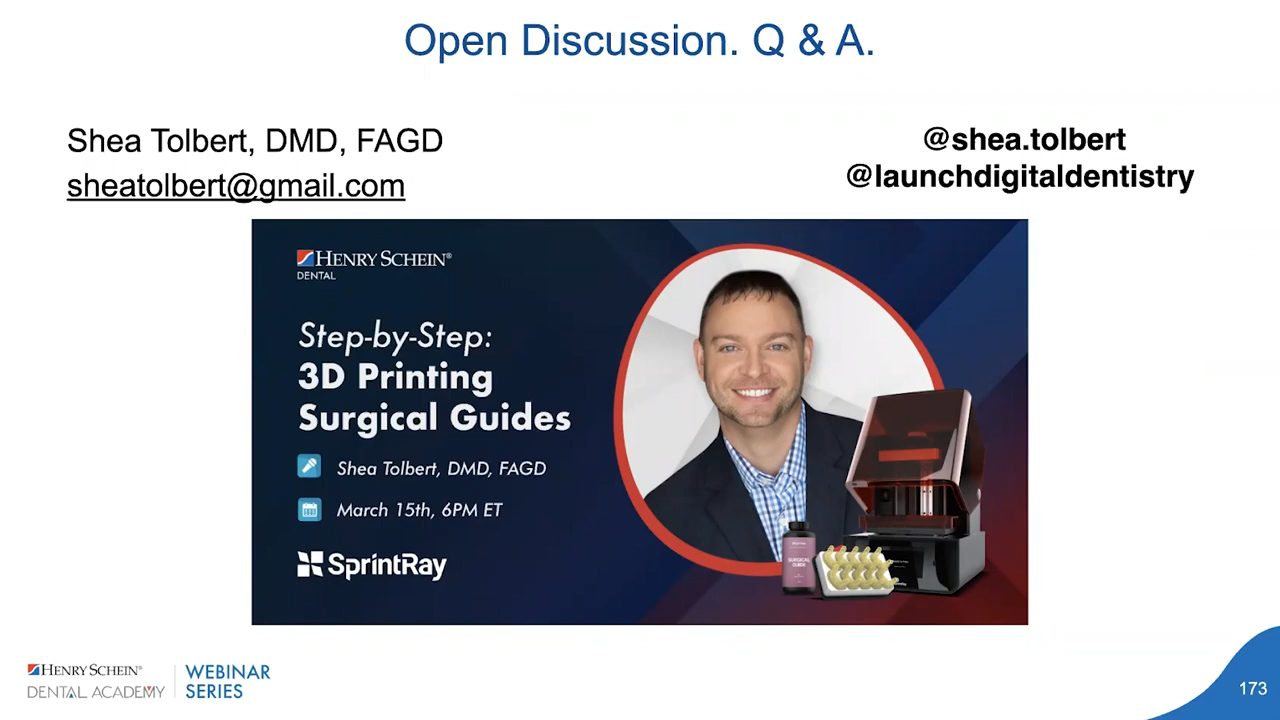 Open Discussion. Q & A.
Shea Tolbert, DMD, FAGD
sheatolbert@gmail.com
@shea.tolbert
@launchdigitaldentistry
HENRY SCHEIN®
DENTAL
Step-by-Step:
3D Printing
Surgical Guides
Shea Tolbert, DMD, FAGD
March 15th, 6PM ET
SprintRay
SURGICAL
GUIDE
HENRY SCHEIN®
DENTAL ACADEMY
WEBINAR
SERIES
173